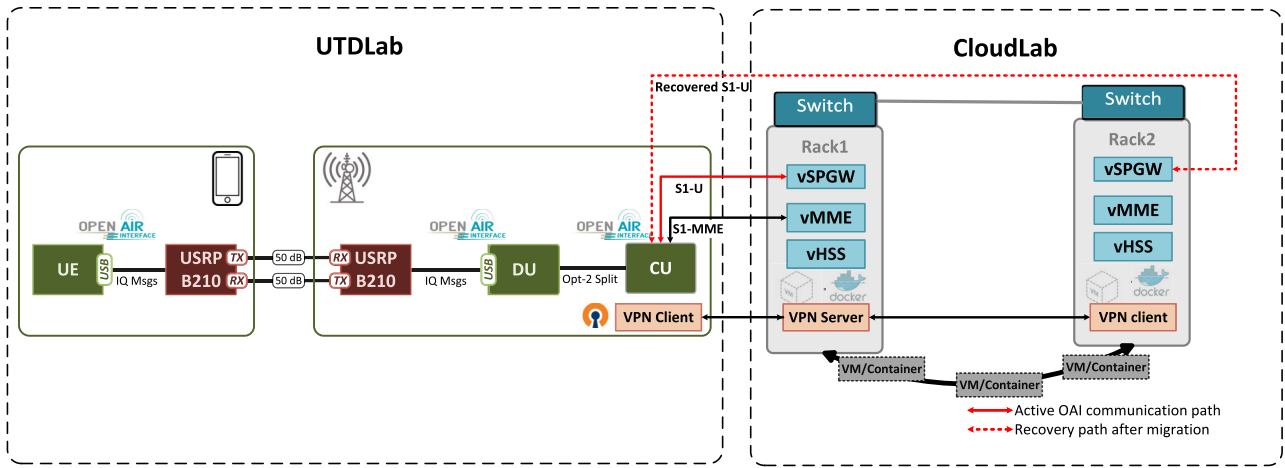 UTDLab
CloudLab
Recovered S1-U
Switch
Switch
Rack1
Rack2
vSPGW
vSPGW
S1-U
vMME
vMME
S1-MME
vHSS
vHSS
OPEN AIR
INTERFACE
OPEN AIR
INTERFACE
OPEN AIR
INTERFACE
UE
USB
IQ Msgs
USRP
B210
TX
RX
50 dB
50 dB
RX
TX
USRP
B210
IQ Msgs
USB
DU
Opt-2 Split
CU
VM
docker
VM
docker
VPN Client
VPN Server
VPN client
VM/Container
VM/Container
VM/Container
Active OAI communication path
Recovery path after migration